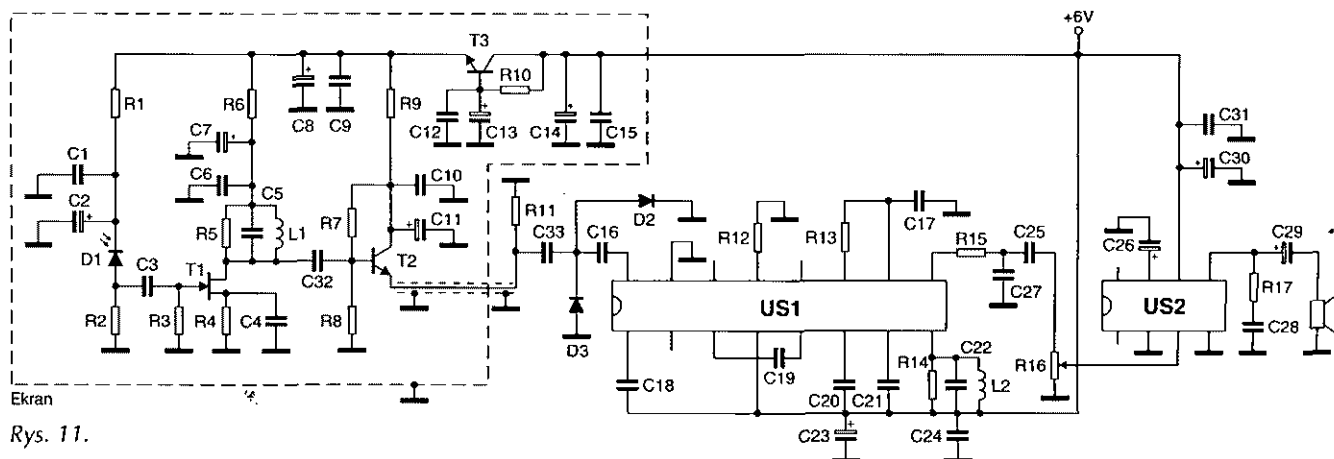 +6V
T3
R10
R1
R6
C8
C9
R9
C12
C13
C14
C15
C31
C30
C7
C6
C1
C2
C5
C10
R5
L1
R7
C11
R11
C33
D2
C16
R12
R13
C17
R15
C25
C26
C29
D1
C3
T1
C32
T2
C27
R17
R2
R3
R4
C4
R8
D3
US1
US2
C28
C18
C19
C20
C21
R14
C22
L2
R16
C23
C24
Ekran
Rys. 11.